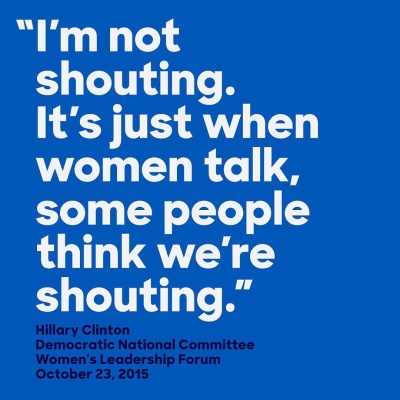 “I’m not
shouting.
It’s just when
women talk,
some people
think we’re
shouting.”
Hillary Clinton
Democratic National Committee
Women’s Leadership Forum
October 23, 2015